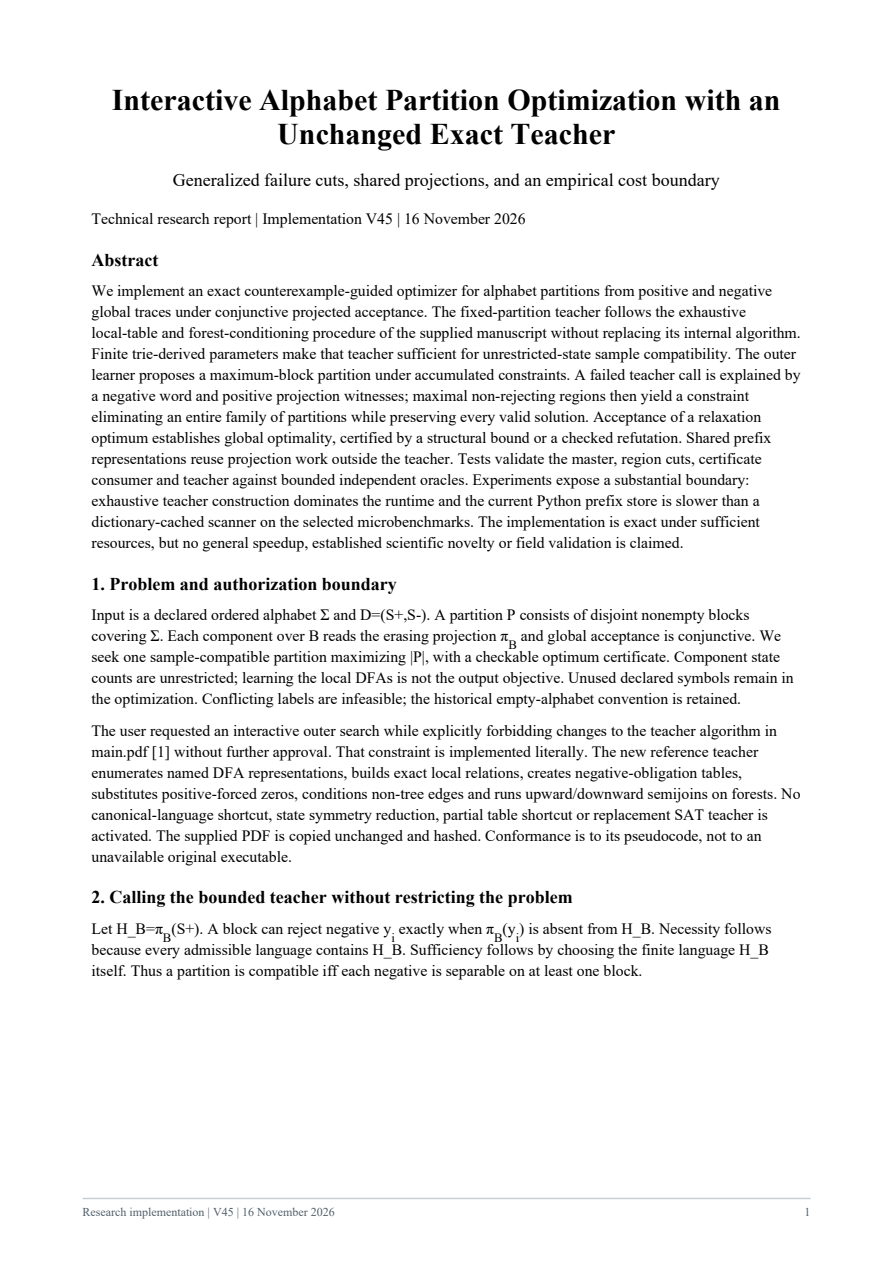 Interactive Alphabet Partition Optimization with an
Unchanged Exact Teacher
Generalized failure cuts, shared projections, and an empirical cost boundary
Technical research report | Implementation V45 | 16 November 2026
Abstract
We implement an exact counterexample-guided optimizer for alphabet partitions from positive and negative
global traces under conjunctive projected acceptance. The fixed-partition teacher follows the exhaustive
local-table and forest-conditioning procedure of the supplied manuscript without replacing its internal algorithm.
Finite trie-derived parameters make that teacher sufficient for unrestricted-state sample compatibility. The outer
learner proposes a maximum-block partition under accumulated constraints. A failed teacher call is explained by
a negative word and positive projection witnesses; maximal non-rejecting regions then yield a constraint
eliminating an entire family of partitions while preserving every valid solution. Acceptance of a relaxation
optimum establishes global optimality, certified by a structural bound or a checked refutation. Shared prefix
representations reuse projection work outside the teacher. Tests validate the master, region cuts, certificate
consumer and teacher against bounded independent oracles. Experiments expose a substantial boundary:
exhaustive teacher construction dominates the runtime and the current Python prefix store is slower than a
dictionary-cached scanner on the selected microbenchmarks. The implementation is exact under sufficient
resources, but no general speedup, established scientific novelty or field validation is claimed.
1. Problem and authorization boundary
Input is a declared ordered alphabet Σ and D=(S+,S-). A partition P consists of disjoint nonempty blocks
covering Σ. Each component over B reads the erasing projection π_B and global acceptance is conjunctive. We
seek one sample-compatible partition maximizing |P|, with a checkable optimum certificate. Component state
counts are unrestricted; learning the local DFAs is not the output objective. Unused declared symbols remain in
the optimization. Conflicting labels are infeasible; the historical empty-alphabet convention is retained.
The user requested an interactive outer search while explicitly forbidding changes to the teacher algorithm in
main.pdf [1] without further approval. That constraint is implemented literally. The new reference teacher
enumerates named DFA representations, builds exact local relations, creates negative-obligation tables,
substitutes positive-forced zeros, conditions non-tree edges and runs upward/downward semijoins on forests. No
canonical-language shortcut, state symmetry reduction, partial table shortcut or replacement SAT teacher is
activated. The supplied PDF is copied unchanged and hashed. Conformance is to its pseudocode, not to an
unavailable original executable.
2. Calling the bounded teacher without restricting the problem
Let H_B=π_B(S+). A block can reject negative y_i exactly when π_B(y_i) is absent from H_B. Necessity follows
because every admissible language contains H_B. Sufficiency follows by choosing the finite language H_B
itself. Thus a partition is compatible iff each negative is separable on at least one block.
Research implementation | V45 | 16 November 2026
1